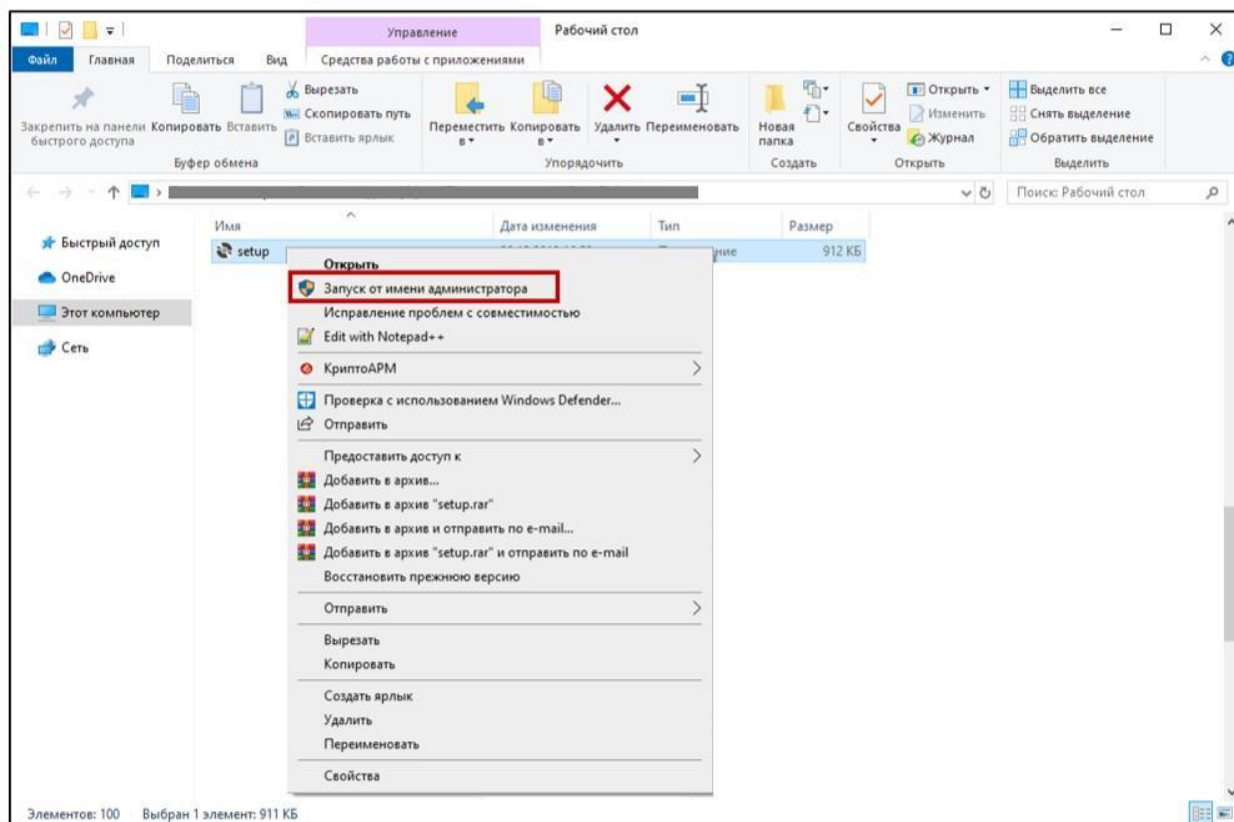 Управление
Рабочий стол
Файл
Главная
Поделиться
Вид
Средства работы с приложениями
Закрепить на панели
быстрого доступа
Копировать
Вставить
Вырезать
Скопировать путь
Вставить ярлык
Буфер обмена
Переместить
в
Копировать
в
Удалить
Переименовать
Упорядочить
Новая
папка
Создать
Свойства
Открыть
Изменить
Журнал
Открыть
Выделить все
Снять выделение
Обратить выделение
Выделить
Поиск: Рабочий стол
Быстрый доступ
OneDrive
Этот компьютер
Сеть
Имя
Дата изменения
Тип
Размер
setup
912 КБ
Открыть
Запуск от имени администратора
Исправление проблем с совместимостью
Edit with Notepad++
КриптоАРМ
Проверка с использованием Windows Defender...
Отправить
Предоставить доступ к
Добавить в архив...
Добавить в архив "setup.rar"
Добавить в архив и отправить по e-mail...
Добавить в архив "setup.rar" и отправить по e-mail
Восстановить прежнюю версию
Отправить
Вырезать
Копировать
Создать ярлык
Удалить
Переименовать
Свойства
Элементов: 100
Выбран 1 элемент: 911 КБ